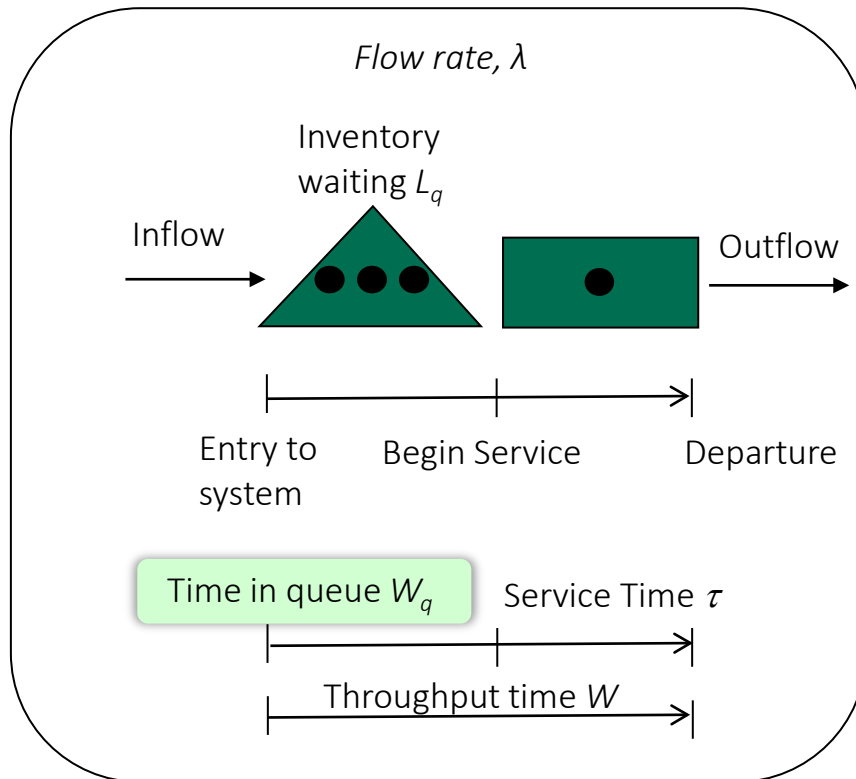 Flow rate, λ
Inventory
waiting Lq
Inflow
Outflow
Entry to
system
Begin Service
Departure
Time in queue Wq
Service Time τ
Throughput time W